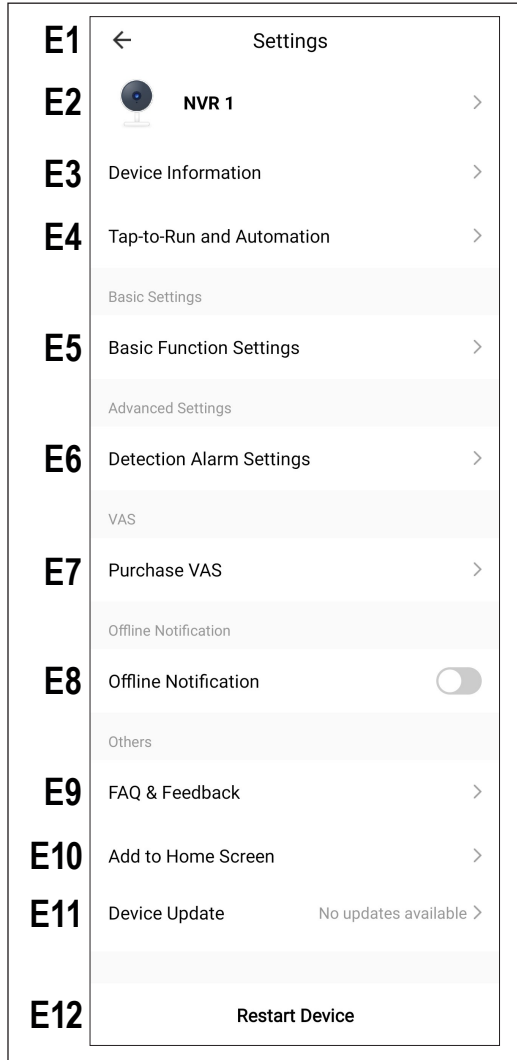 E1 Settings
E2 NVR 1
E3 Device Information
E4 Tap-to-Run and Automation
Basic Settings
E5 Basic Function Settings
Advanced Settings
E6 Detection Alarm Settings
VAS
E7 Purchase VAS
Offline Notification
E8 Offline Notification
Others
E9 FAQ & Feedback
E10 Add to Home Screen
E11 Device Update No updates available
E12 Restart Device